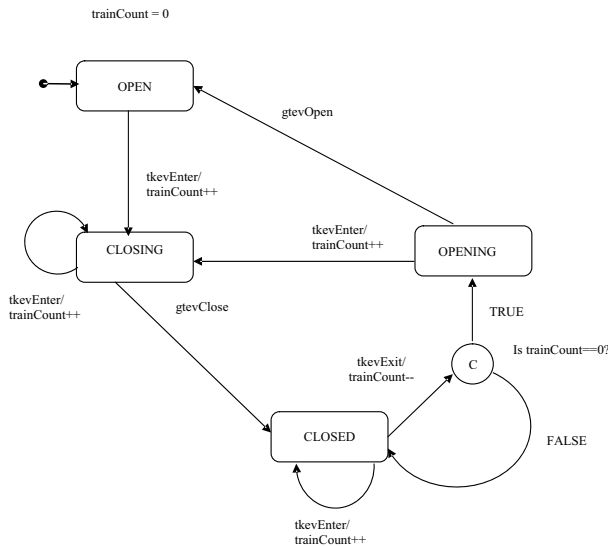 trainCount = 0
OPEN
gtevOpen
tkevEnter/
trainCount++
tkevEnter/
trainCount++
CLOSING
OPENING
tkevEnter/
trainCount++
gtevClose
TRUE
Is trainCount==0?
tkevExit/
trainCount--
C
CLOSED
FALSE
tkevEnter/
trainCount++